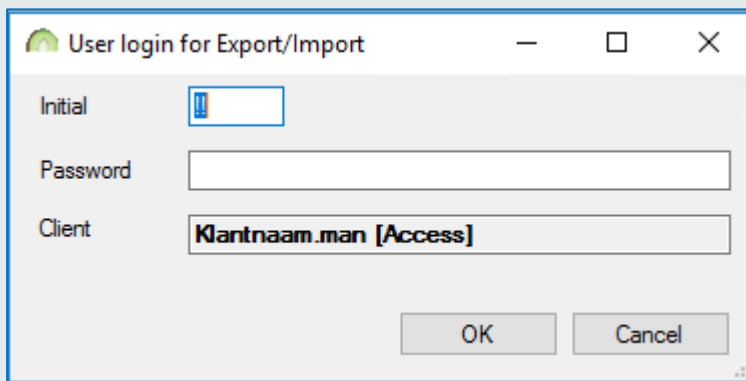 User login for Export/Import
Initial !!
Password
Client Klantnaam.man [Access]
OK Cancel